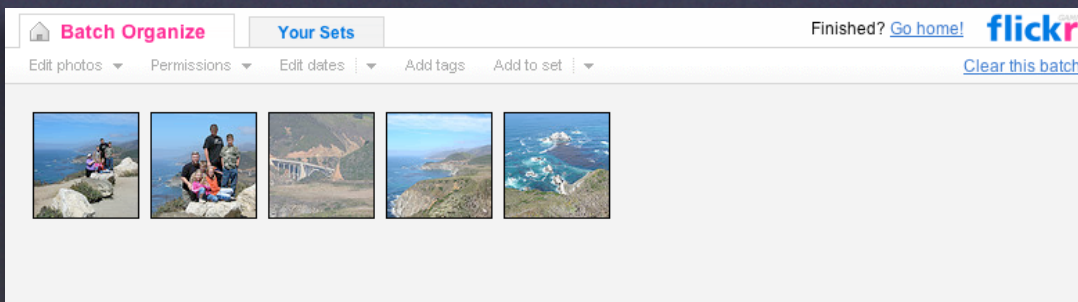 Batch Organize Your Sets Finished? Go home! flickr
Edit photos Permissions Edit dates Add tags Add to set Clear this batch